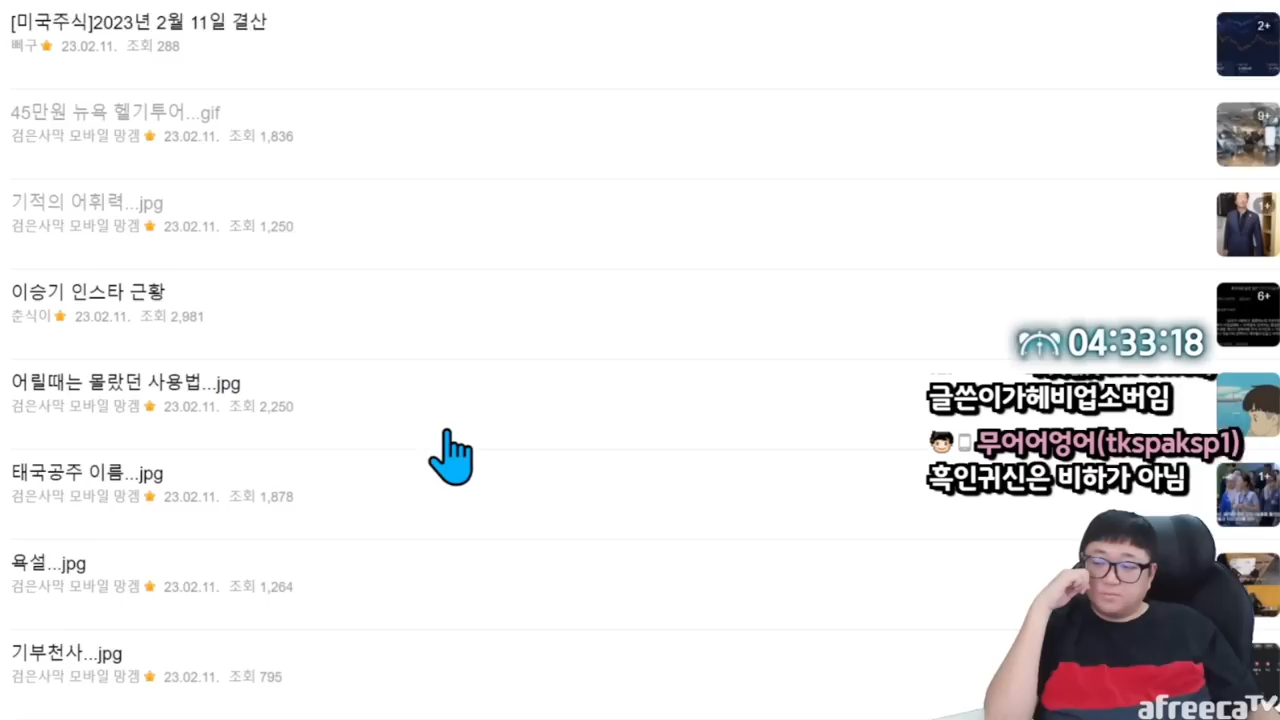 [미국주식]2023년 2월 11일 결산
삐구 23.02.11. 조회 288
2+
45만원 뉴욕 헬기투어...gif
검은사막 모바일 망겜 23.02.11. 조회 1,836
9+
기적의 어휘력...jpg
검은사막 모바일 망겜 23.02.11. 조회 1,250
1+
이승기 인스타 근황
춘식이 23.02.11. 조회 2,981
6+
04:33:18
어릴때는 몰랐던 사용법...jpg
검은사막 모바일 망겜 23.02.11. 조회 2,250
글쓴이가헤비업소버임
무어어엉어(tkspaksp1)
흑인귀신은 비하가 아님
태국공주 이름...jpg
검은사막 모바일 망겜 23.02.11. 조회 1,878
1+
욕설...jpg
검은사막 모바일 망겜 23.02.11. 조회 1,264
기부천사...jpg
검은사막 모바일 망겜 23.02.11. 조회 795
afreecaTV